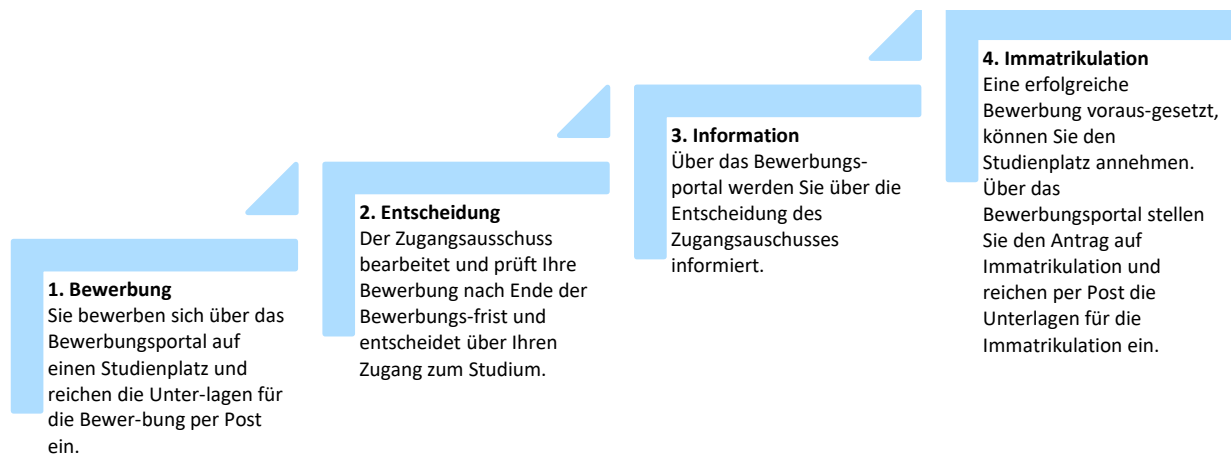 1. Bewerbung
Sie bewerben sich über das
Bewerbungsportal auf
einen Studienplatz und
reichen die Unter-lagen für
die Bewer-bung per Post
ein.
2. Entscheidung
Der Zugangsausschuss
bearbeitet und prüft Ihre
Bewerbung nach Ende der
Bewerbungs-frist und
entscheidet über Ihren
Zugang zum Studium.
3. Information
Über das Bewerbungs-
portal werden Sie über die
Entscheidung des
Zugangsauschusses
informiert.
4. Immatrikulation
Eine erfolgreiche
Bewerbung voraus-gesetzt,
können Sie den
Studienplatz annehmen.
Über das
Bewerbungsportal stellen
Sie den Antrag auf
Immatrikulation und
reichen per Post die
Unterlagen für die
Immatrikulation ein.